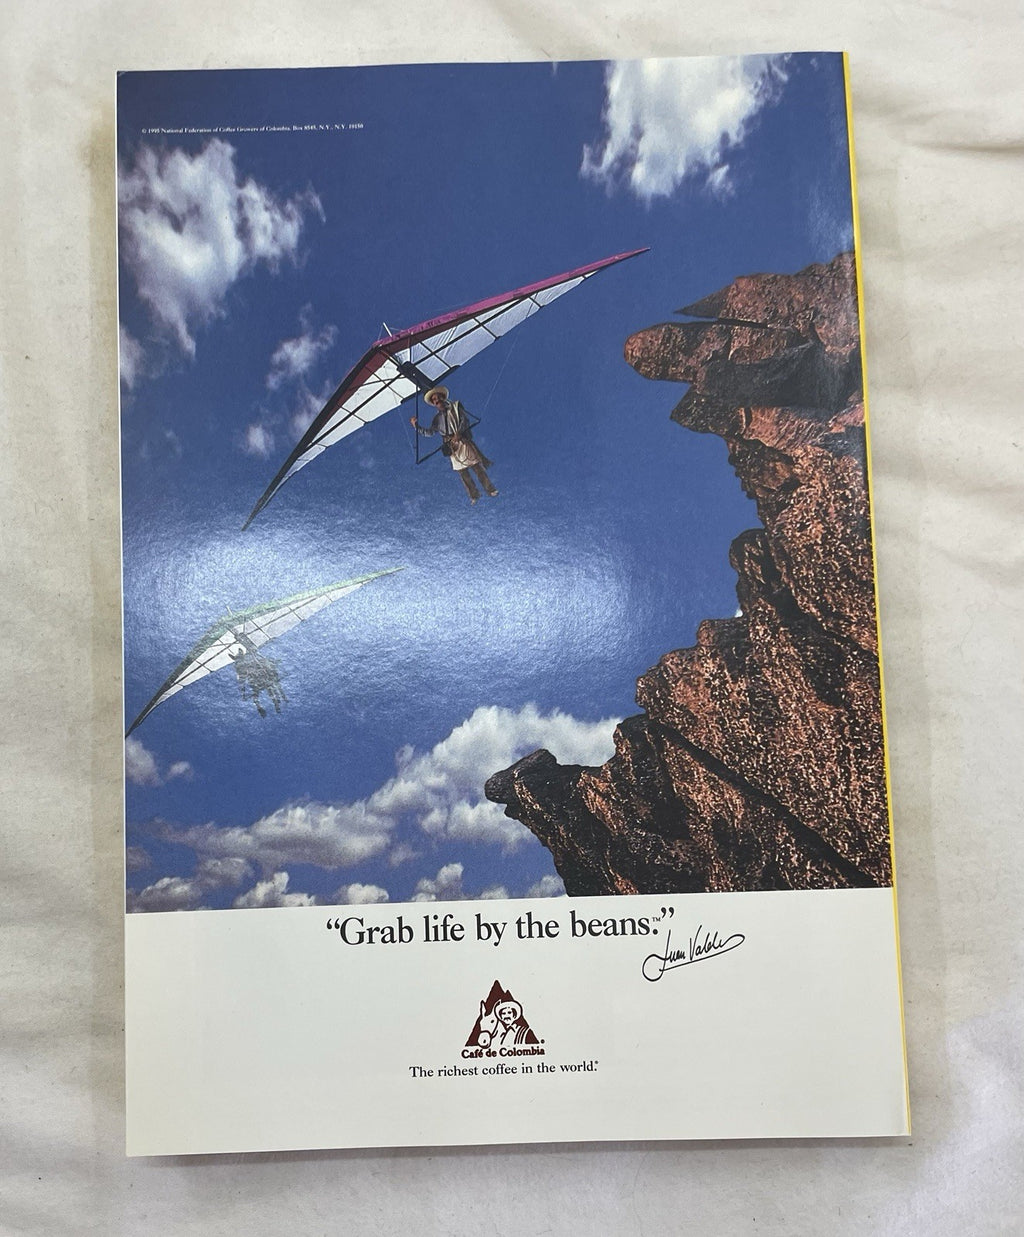 © 1995 National Federation of Coffee Growers of Colombia. Box 8545, N.Y., N.Y. 10150
“Grab life by the beans.™”
Juan Valdez
Café de Colombia ®
The richest coffee in the world.®